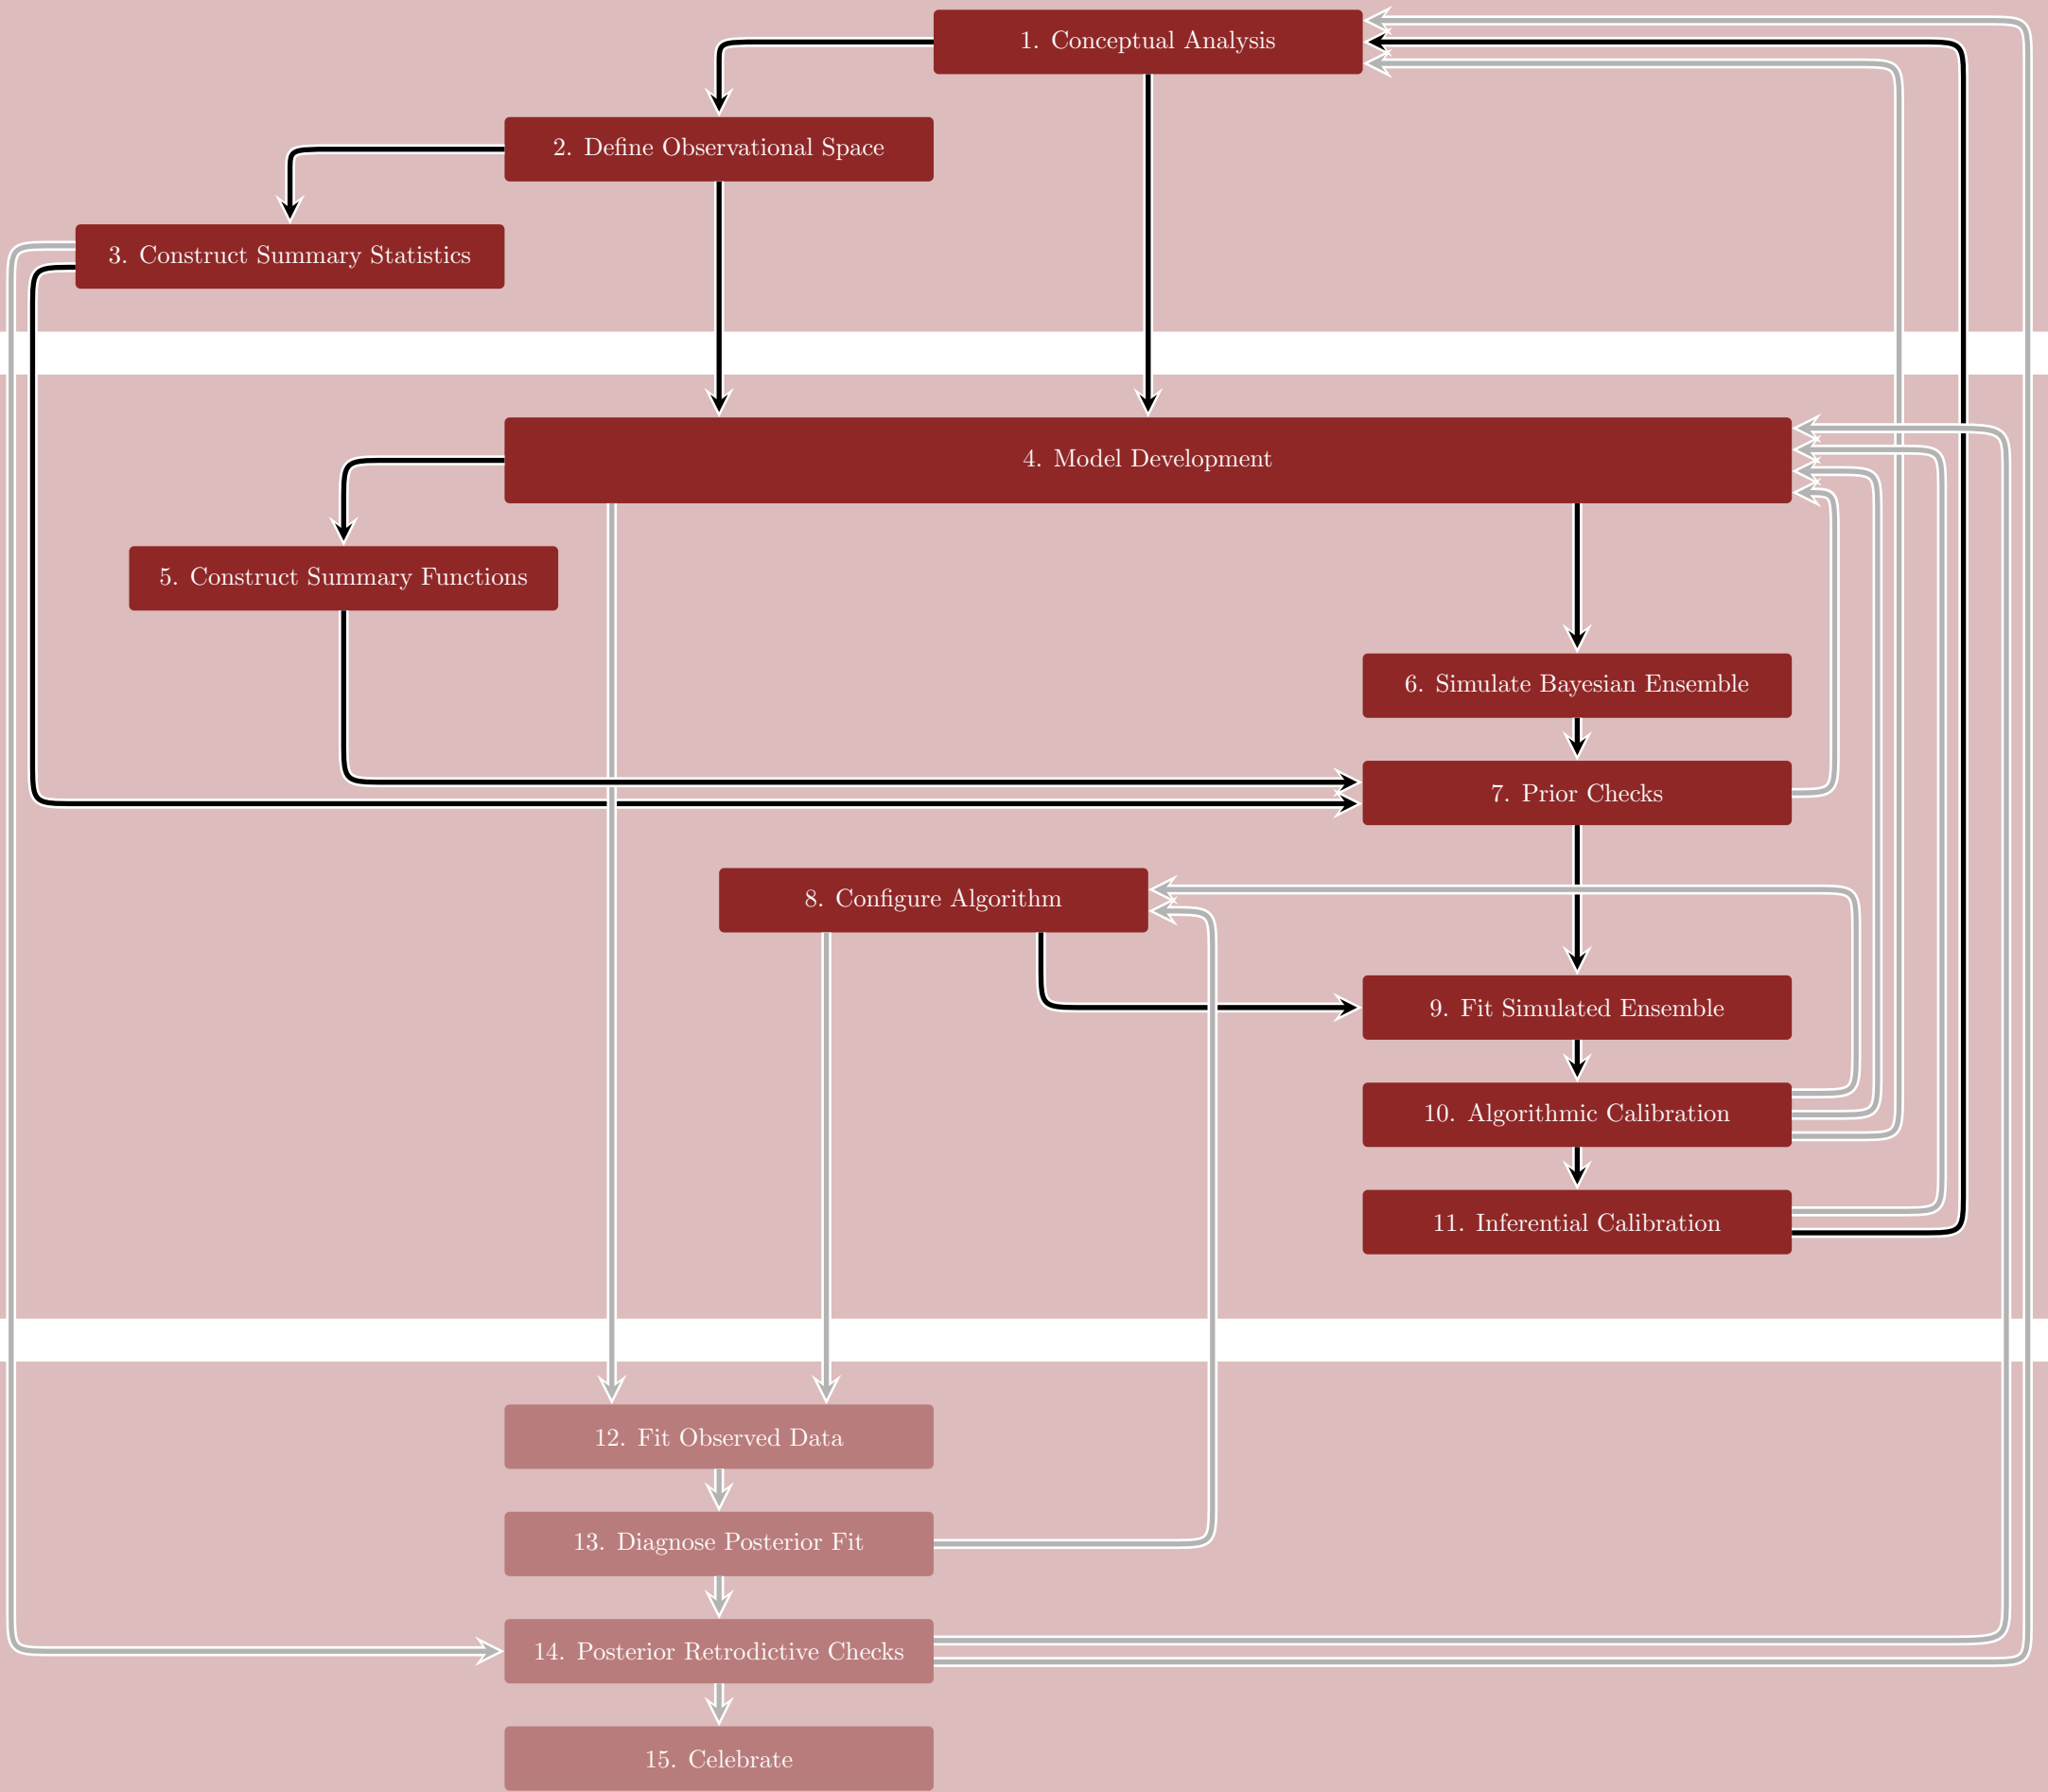 1. Conceptual Analysis
2. Define Observational Space
3. Construct Summary Statistics
4. Model Development
5. Construct Summary Functions
6. Simulate Bayesian Ensemble
7. Prior Checks
8. Configure Algorithm
9. Fit Simulated Ensemble
10. Algorithmic Calibration
11. Inferential Calibration
12. Fit Observed Data
13. Diagnose Posterior Fit
14. Posterior Retrodictive Checks
15. Celebrate